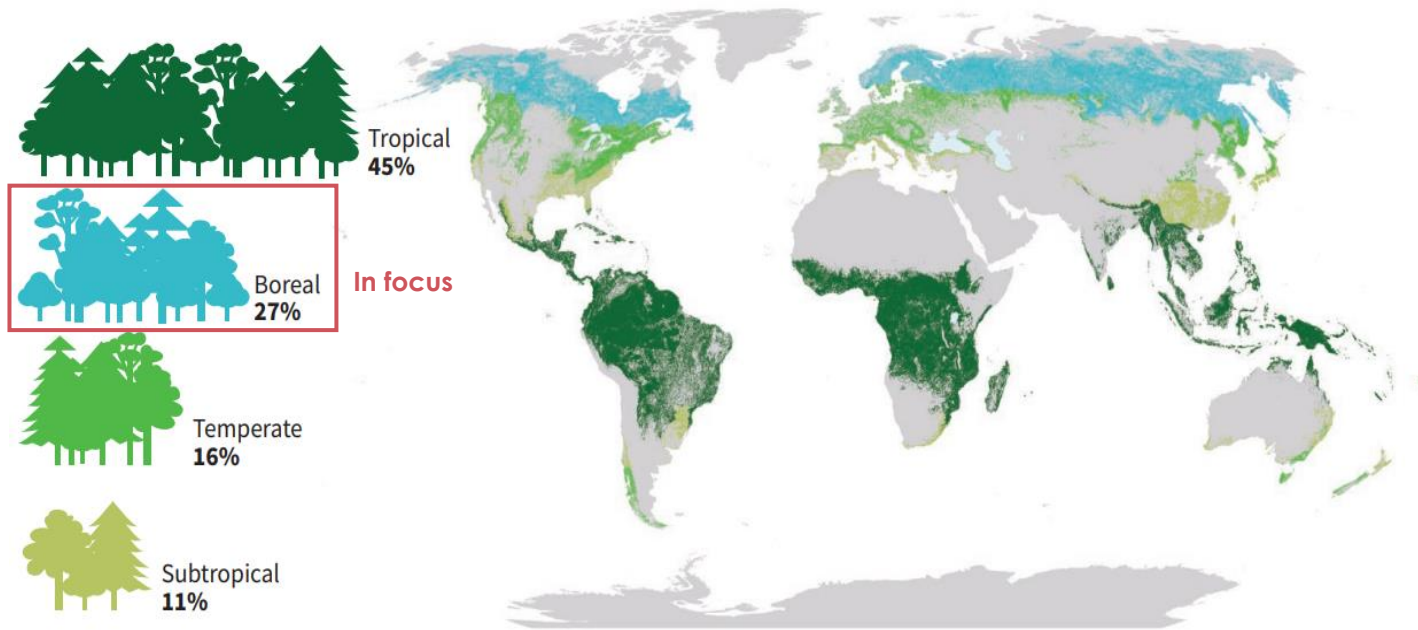 Tropical
45%
Boreal
27%
In focus
Temperate
16%
Subtropical
11%